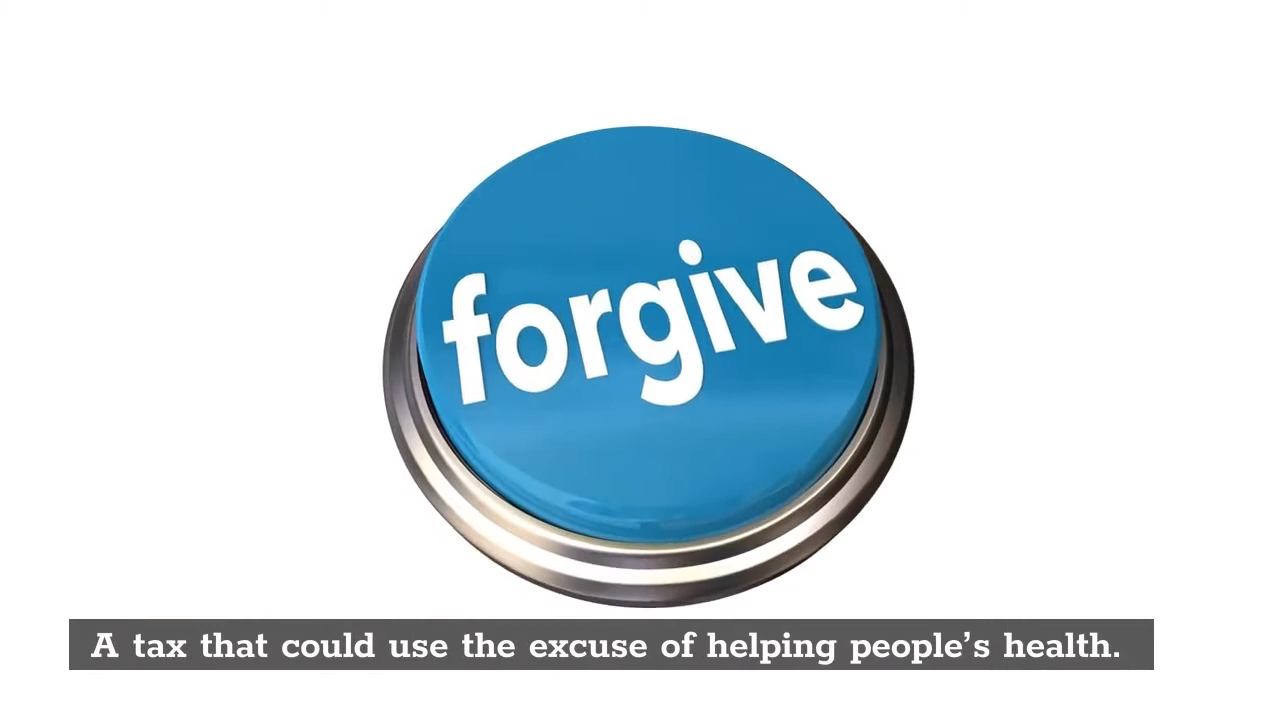 forgive
A tax that could use the excuse of helping people’s health.